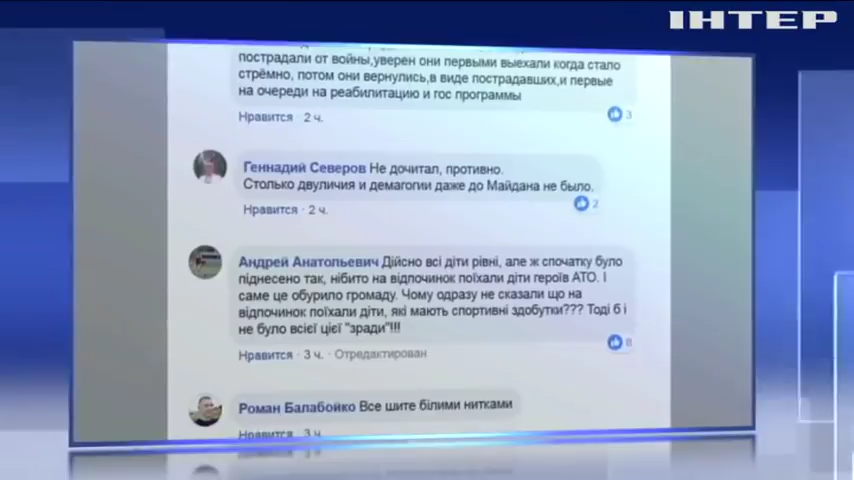 ІНТЕР
пострадали от войны,уверен они первыми выехали когда стало
стрёмно, потом они вернулись,в виде пострадавших,и первые
на очереди на реабилитацию и гос программы
Нравится · 2 ч.
3
Геннадий Северов Не дочитал, противно.
Столько двуличия и демагогии даже до Майдана не было.
Нравится · 2 ч.
2
Андрей Анатольевич Дійсно всі діти рівні, але ж спочатку було
піднесено так, нібито на відпочинок поїхали діти героїв АТО. І
саме це обурило громаду. Чому одразу не сказали що на
відпочинок поїхали діти, які мають спортивні здобутки??? Тоді б і
не було всієї цієї "зради"!!!
Нравится · 3 ч. · Отредактирован
8
Роман Балабойко Все шите білими нитками
Нравится · 3 ч.